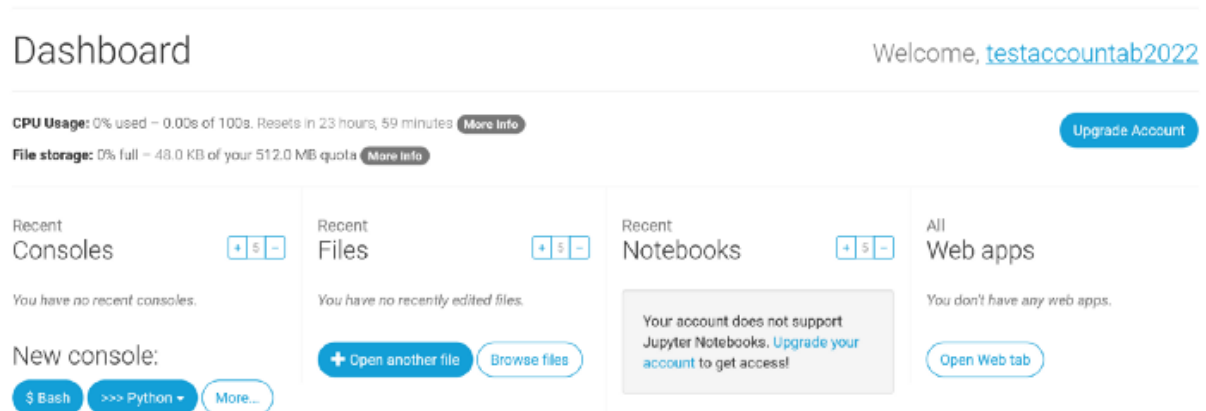 Dashboard
Welcome, testaccountab2022
CPU Usage: 0% used – 0.00s of 100s. Resets in 23 hours, 59 minutes More Info
File storage: 0% full – 48.0 KB of your 512.0 MB quota More Info
Upgrade Account
Recent
Consoles
+ 5 −
You have no recent consoles.
New console:
$ Bash
>>> Python
More...
Recent
Files
+ 5 −
You have no recently edited files.
+ Open another file
Browse files
Recent
Notebooks
+ 5 −
Your account does not support
Jupyter Notebooks. Upgrade your
account to get access!
All
Web apps
You don't have any web apps.
Open Web tab